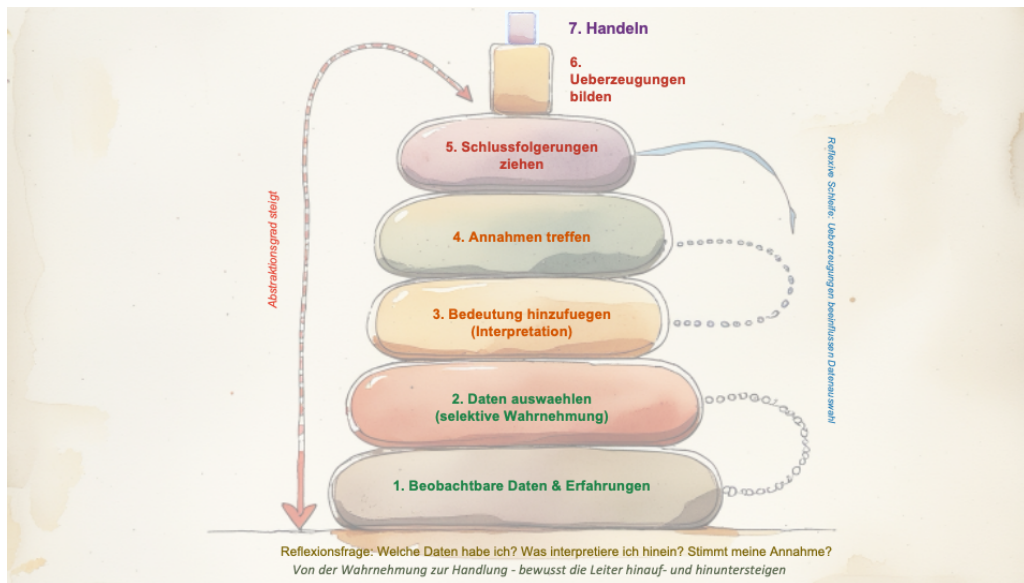 7. Handeln
6.
Ueberzeugungen
bilden
5. Schlussfolgerungen
ziehen
4. Annahmen treffen
3. Bedeutung hinzufuegen
(Interpretation)
2. Daten auswaehlen
(selektive Wahrnehmung)
1. Beobachtbare Daten & Erfahrungen
Abstraktionsgrad steigt
Reflexive Schleife: Ueberzeugungen beeinflussen Datenauswahl
Reflexionsfrage: Welche Daten habe ich? Was interpretiere ich hinein? Stimmt meine Annahme?
Von der Wahrnehmung zur Handlung - bewusst die Leiter hinauf- und hinuntersteigen